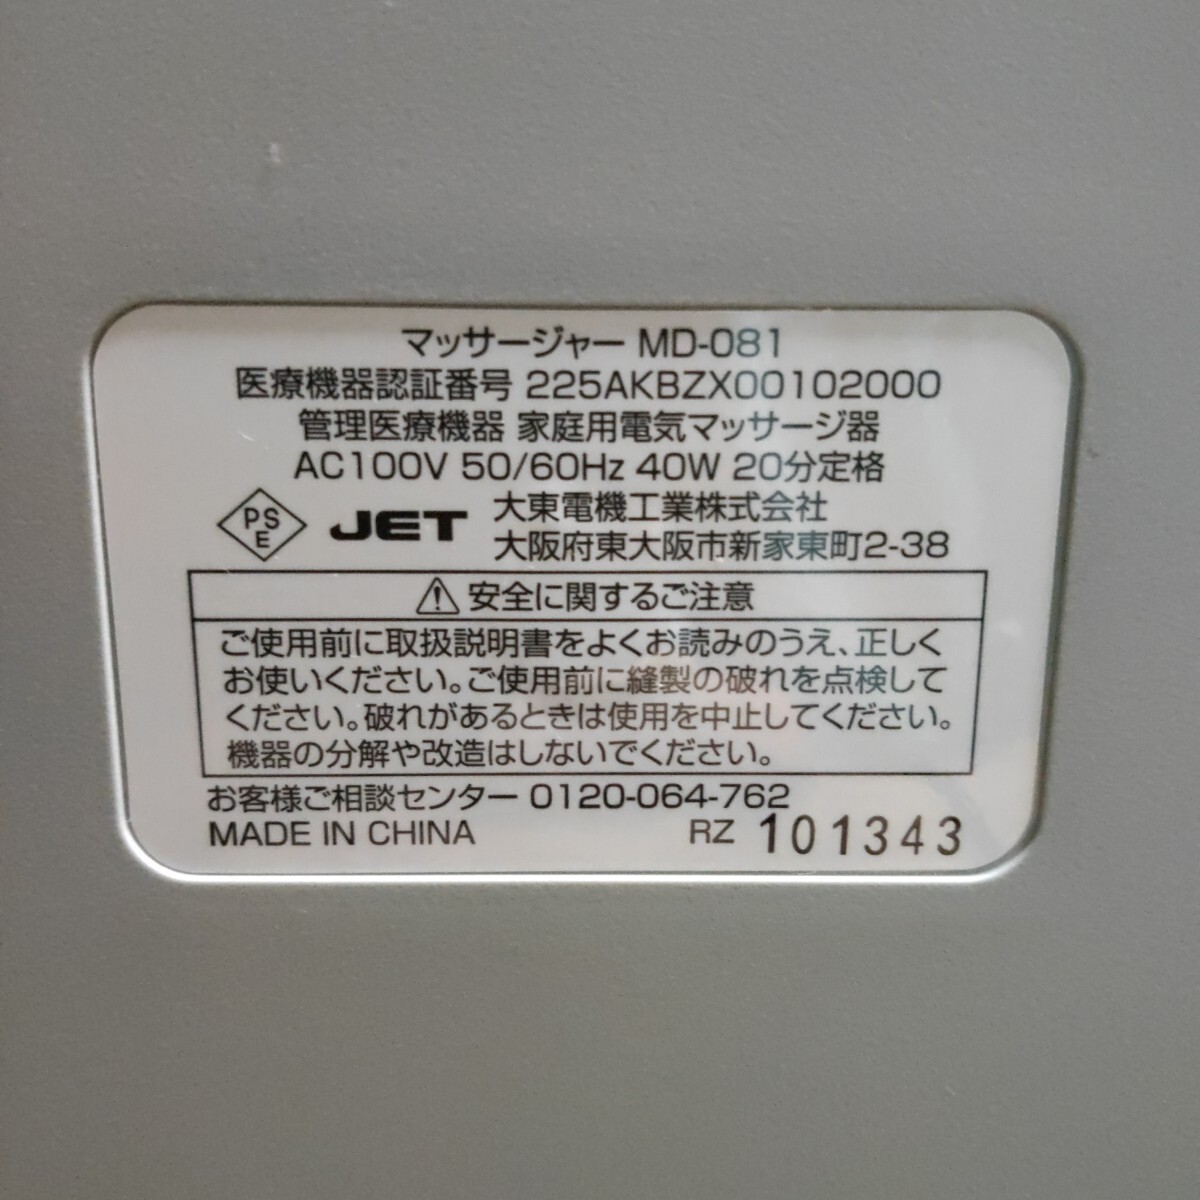 マッサージャー MD-081
医療機器認証番号 225AKBZX00102000
管理医療機器 家庭用電気マッサージ器
AC100V 50/60Hz 40W 20分定格
PSE JET 大東電機工業株式会社
大阪府東大阪市新家東町2-38
安全に関するご注意
ご使用前に取扱説明書をよくお読みのうえ、正しく
お使いください。ご使用前に縫製の破れを点検して
ください。破れがあるときは使用を中止してください。
機器の分解や改造はしないでください。
お客様ご相談センター 0120-064-762
MADE IN CHINA RZ 101343